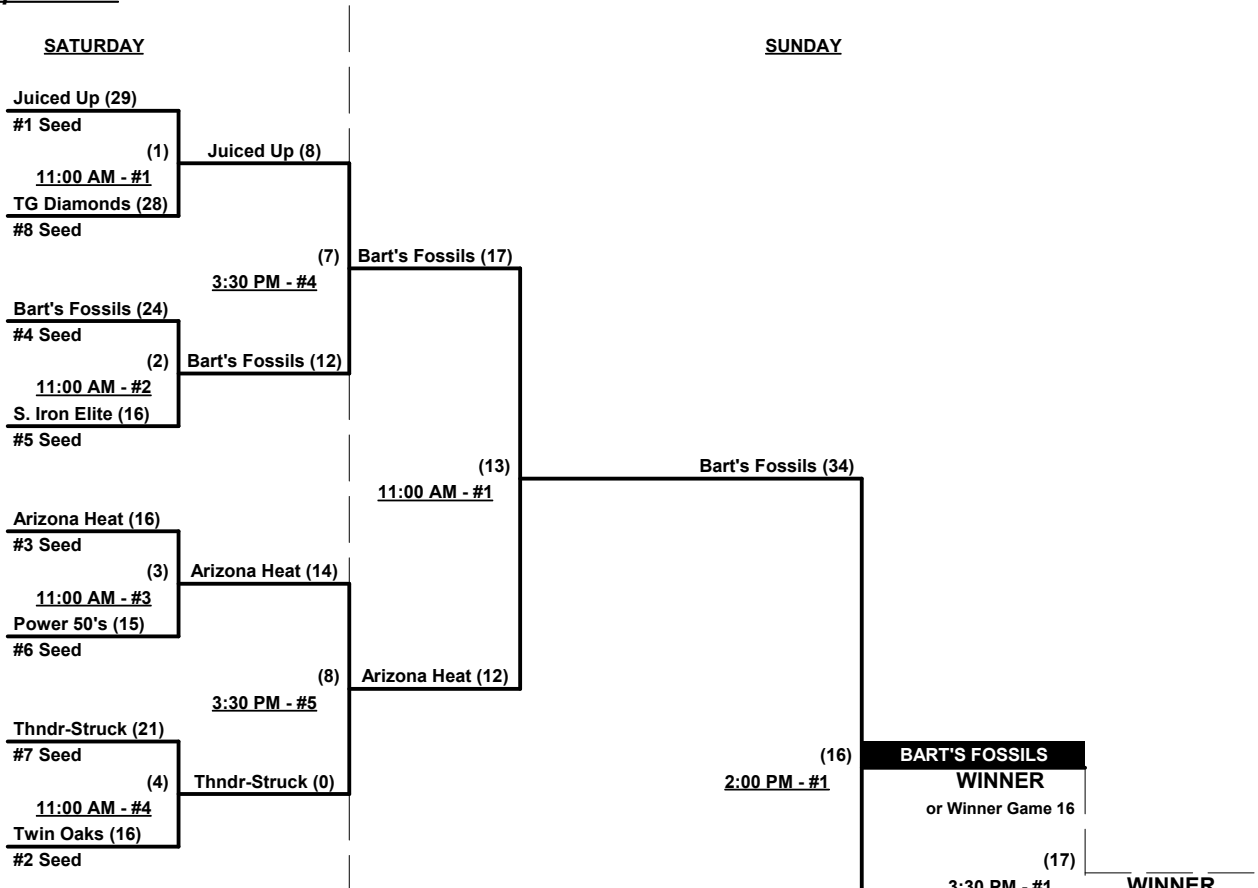 SATURDAY
SUNDAY
Juiced Up (29)
#1 Seed
(1)
Juiced Up (8)
11:00 AM - #1
TG Diamonds (28)
#8 Seed
(7)
Bart's Fossils (17)
3:30 PM - #4
Bart's Fossils (24)
#4 Seed
(2)
Bart's Fossils (12)
11:00 AM - #2
S. Iron Elite (16)
#5 Seed
(13)
Bart's Fossils (34)
11:00 AM - #1
Arizona Heat (16)
#3 Seed
(3)
Arizona Heat (14)
11:00 AM - #3
Power 50's (15)
#6 Seed
(8)
Arizona Heat (12)
3:30 PM - #5
Thndr-Struck (21)
#7 Seed
(4)
Thndr-Struck (0)
11:00 AM - #4
Twin Oaks (16)
#2 Seed
(16)
BART'S FOSSILS
2:00 PM - #1
WINNER
or Winner Game 16
(17)
3:30 PM - #1
WINNER